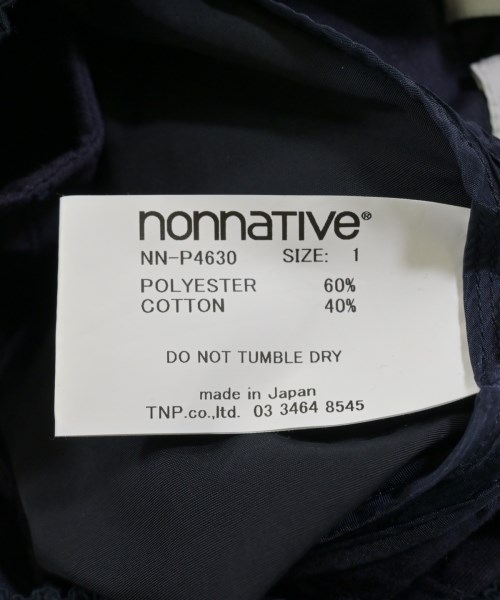 nonnative®
NN-P4630 SIZE: 1
POLYESTER 60%
COTTON 40%
DO NOT TUMBLE DRY
made in Japan
TNP.co.,ltd. 03 3464 8545